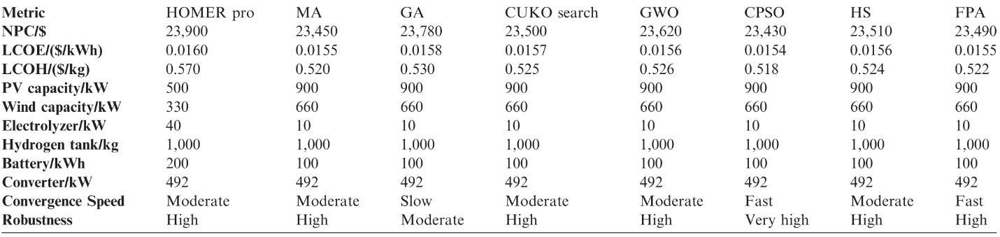 Metric HOMER pro MA GA CUKO search GWO CPSO HS FPA
NPC/$ 23,900 23,450 23,780 23,500 23,620 23,430 23,510 23,490
LCOE/($/kWh) 0.0160 0.0155 0.0158 0.0157 0.0156 0.0154 0.0156 0.0155
LCOH/($/kg) 0.570 0.520 0.530 0.525 0.526 0.518 0.524 0.522
PV capacity/kW 500 900 900 900 900 900 900 900
Wind capacity/kW 330 660 660 660 660 660 660 660
Electrolyzer/kW 40 10 10 10 10 10 10 10
Hydrogen tank/kg 1,000 1,000 1,000 1,000 1,000 1,000 1,000 1,000
Battery/kWh 200 100 100 100 100 100 100 100
Converter/kW 492 492 492 492 492 492 492 492
Convergence Speed Moderate Moderate Slow Moderate Moderate Fast Moderate Fast
Robustness High High Moderate High High Very high High High